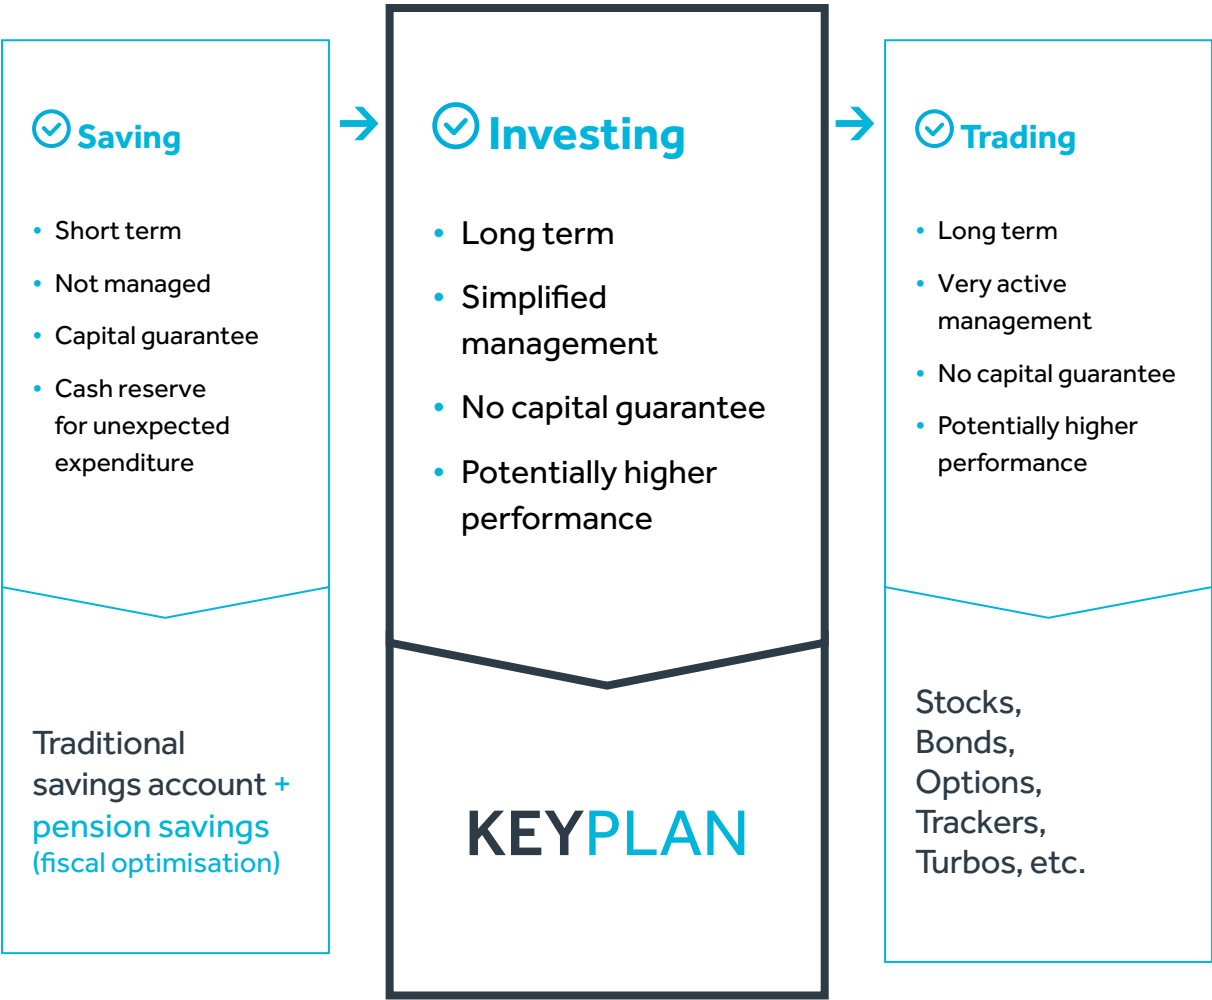 Saving
• Short term
• Not managed
• Capital guarantee
• Cash reserve
for unexpected
expenditure
Traditional
savings account +
pension savings
(fiscal optimisation)
Investing
• Long term
• Simplified
management
• No capital guarantee
• Potentially higher
performance
KEYPLAN
Trading
• Long term
• Very active
management
• No capital guarantee
• Potentially higher
performance
Stocks,
Bonds,
Options,
Trackers,
Turbos, etc.